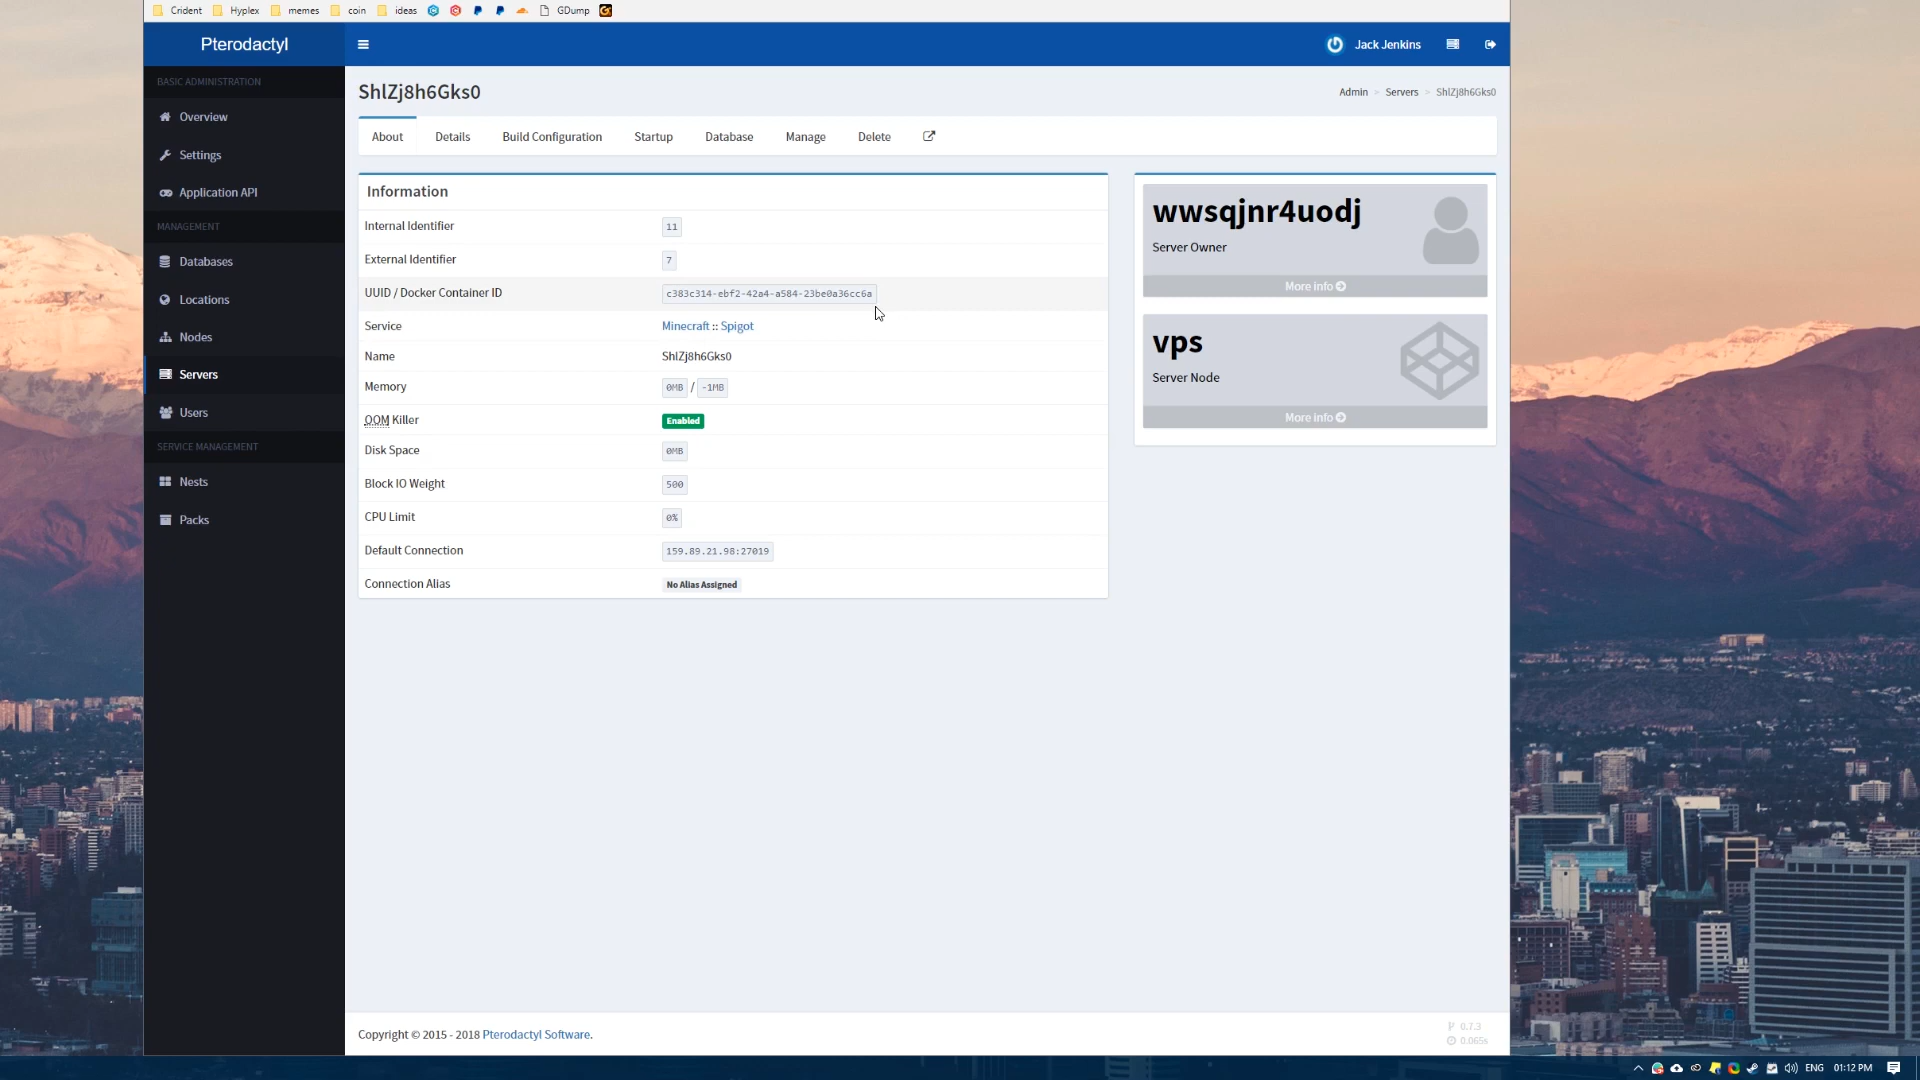 Crident Hyplex memes coin ideas GDump
Pterodactyl
Jack Jenkins
BASIC ADMINISTRATION
Overview
Settings
Application API
MANAGEMENT
Databases
Locations
Nodes
Servers
Users
SERVICE MANAGEMENT
Nests
Packs
ShlZj8h6Gks0
Admin > Servers > ShlZj8h6Gks0
About Details Build Configuration Startup Database Manage Delete
Information
Internal Identifier 11
External Identifier 7
UUID / Docker Container ID c383c314-ebf2-42a4-a584-23be0a36cc6a
Service Minecraft :: Spigot
Name ShlZj8h6Gks0
Memory 0MB / -1MB
OOM Killer Enabled
Disk Space 0MB
Block IO Weight 500
CPU Limit 0%
Default Connection 159.89.21.98:27019
Connection Alias No Alias Assigned
wwsqjnr4uodj
Server Owner
More info
vps
Server Node
More info
Copyright © 2015 - 2018 Pterodactyl Software.
0.7.3
0.065s
ENG 01:12 PM